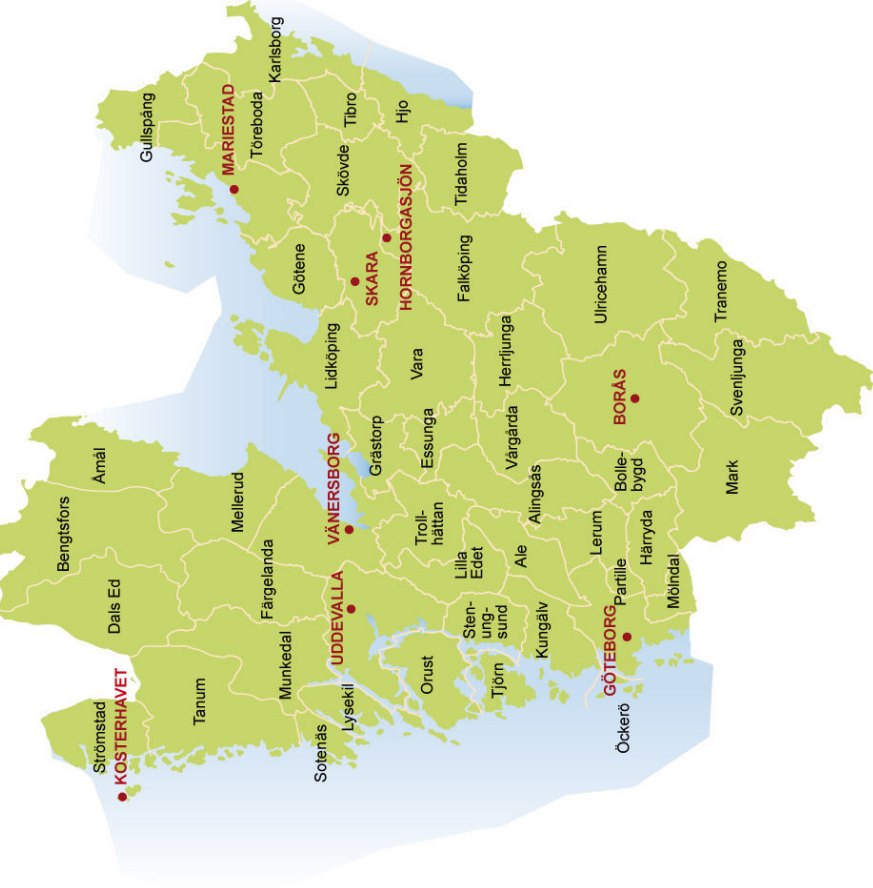 Gullspång
MARIESTAD
Töreboda
Karlsborg
Tibro
Hjo
Skövde
Tidaholm
Götene
SKARA
HORNBORGASJÖN
Falköping
Lidköping
Vara
Herrljunga
Ulricehamn
Tranemo
Svenljunga
BORÅS
Grästorp
Essunga
Vårgårda
Alingsås
Bolle-
bygd
Mark
Åmål
Bengtsfors
Mellerud
VÄNERSBORG
Troll-
hättan
Lilla
Edet
Ale
Lerum
Härryda
Dals Ed
Färgelanda
UDDEVALLA
Partille
Mölndal
GÖTEBORG
Sten-
ung-
sund
Kungälv
Munkedal
Orust
Tjörn
Tanum
Lysekil
Sotenäs
Öckerö
Strömstad
KOSTERHAVET